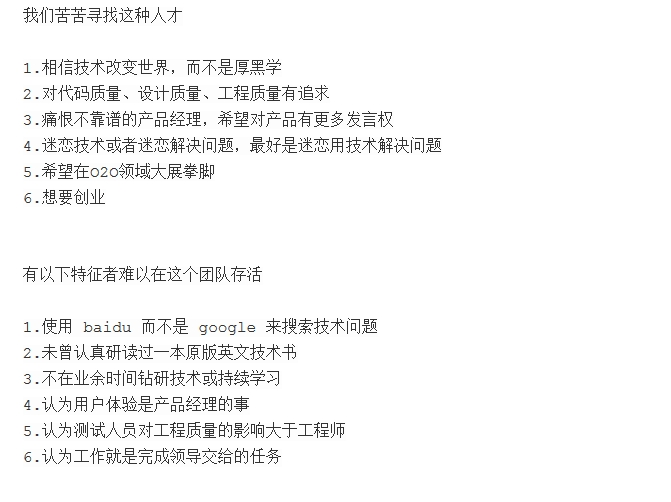 我们苦苦寻找这种人才
1.相信技术改变世界，而不是厚黑学
2.对代码质量、设计质量、工程质量有追求
3.痛恨不靠谱的产品经理，希望对产品有更多发言权
4.迷恋技术或者迷恋解决问题，最好是迷恋用技术解决问题
5.希望在O2O领域大展拳脚
6.想要创业
有以下特征者难以在这个团队存活
1.使用 baidu 而不是 google 来搜索技术问题
2.未曾认真研读过一本原版英文技术书
3.不在业余时间钻研技术或持续学习
4.认为用户体验是产品经理的事
5.认为测试人员对工程质量的影响大于工程师
6.认为工作就是完成领导交给的任务